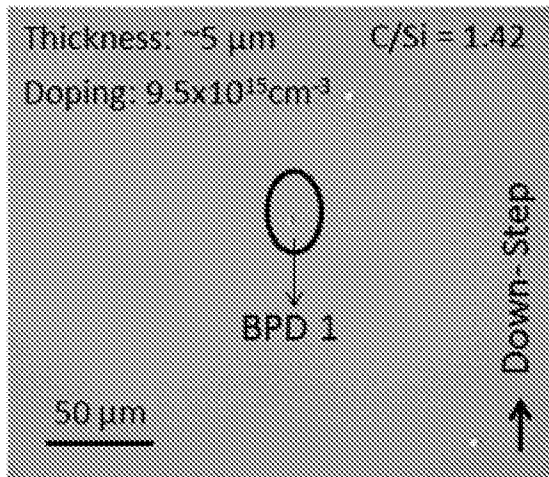 Thickness: ~5 μm
C/Si = 1.42
Doping: 9.5x10¹⁵cm⁻³
BPD 1
Down-Step
50 μm